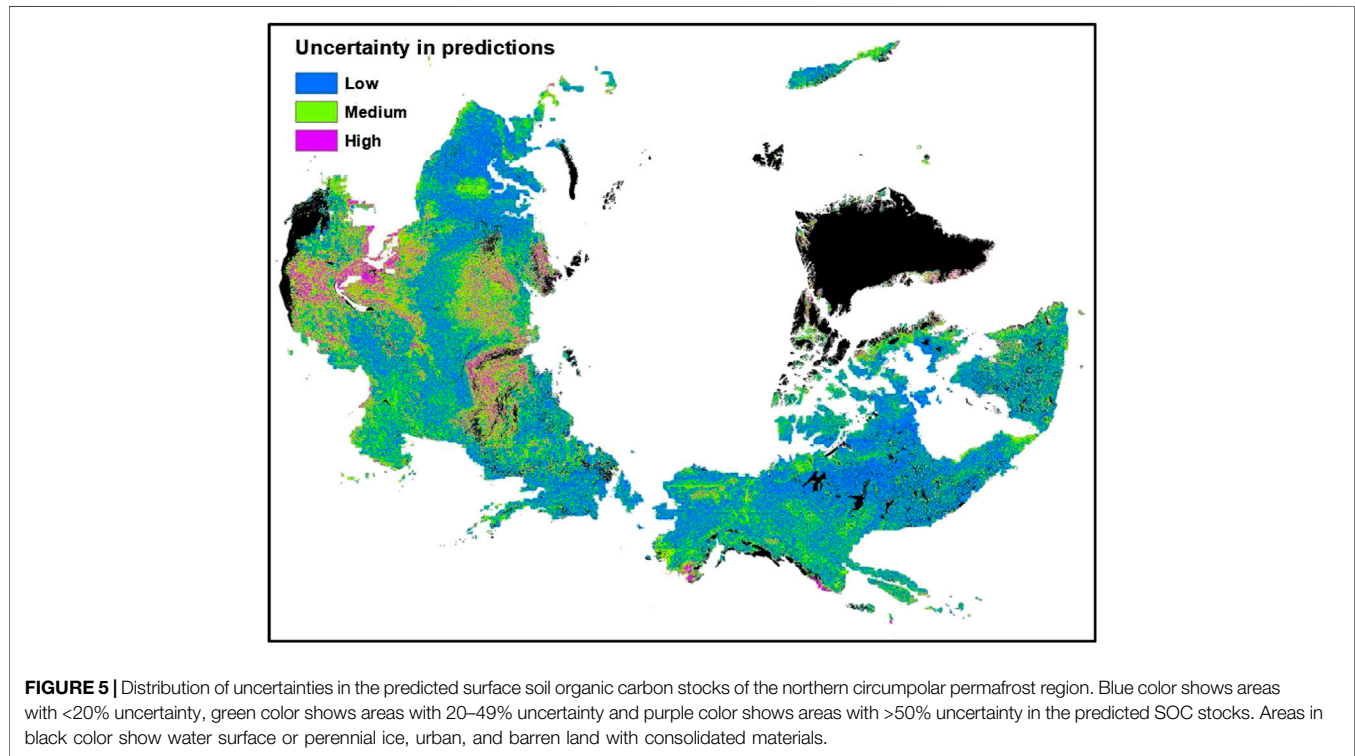 Uncertainty in predictions
Low
Medium
High
FIGURE 5 | Distribution of uncertainties in the predicted surface soil organic carbon stocks of the northern circumpolar permafrost region. Blue color shows areas
with <20% uncertainty, green color shows areas with 20–49% uncertainty and purple color shows areas with >50% uncertainty in the predicted SOC stocks. Areas in
black color show water surface or perennial ice, urban, and barren land with consolidated materials.